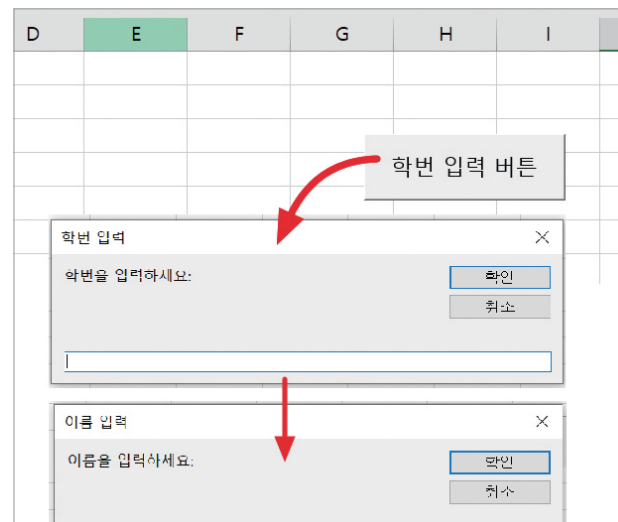 D E F G H I
학번 입력 버튼
학번 입력
학번을 입력하세요:
확인
취소
이름 입력
이름을 입력하세요:
확인
취소